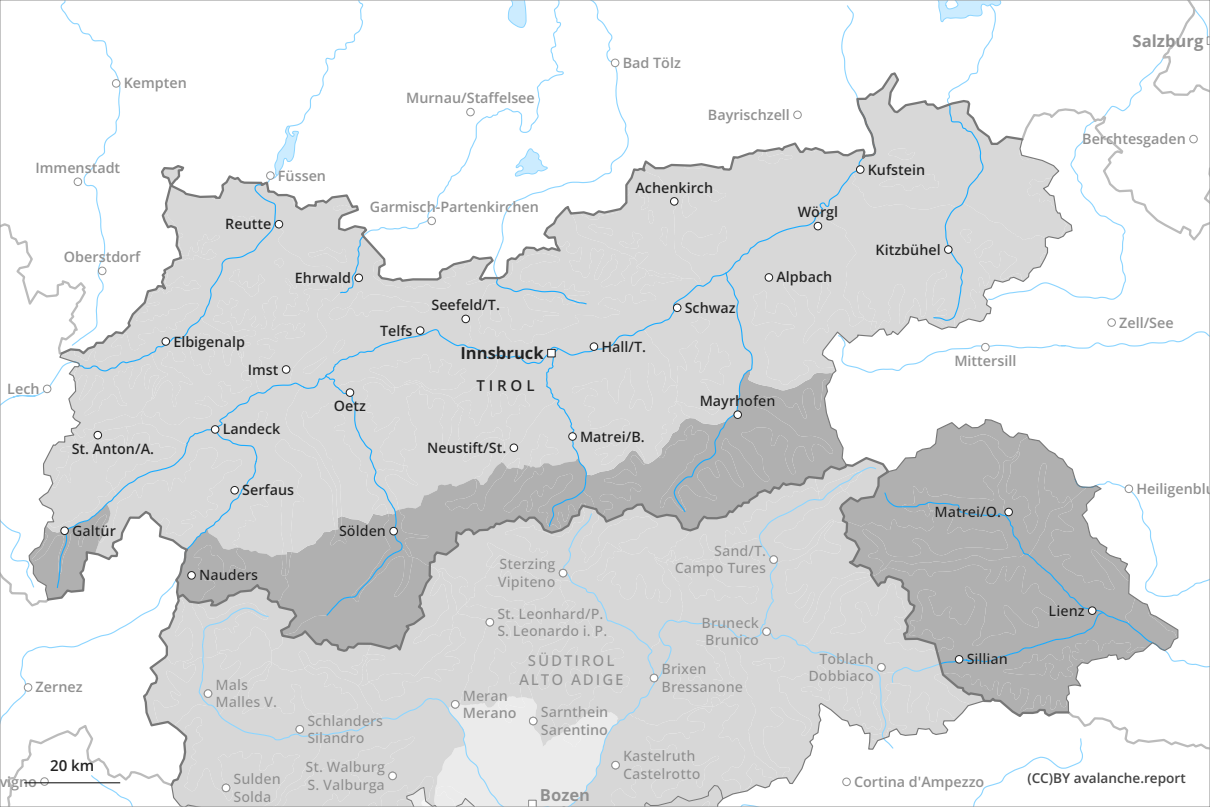 Salzburg
Bad Tölz
Kempten
Murnau/Staffelsee
Bayrischzell
Berchtesgaden
Immenstadt
Füssen
Kufstein
Achenkirch
Garmisch-Partenkirchen
Wörgl
Reutte
Kitzbühel
Oberstdorf
Ehrwald
Alpbach
Seefeld/T.
Schwaz
Telfs
Zell/See
Elbigenalp
Innsbruck
Hall/T.
Mittersill
Imst
TIROL
Lech
Oetz
Mayrhofen
Landeck
Matrei/B.
St. Anton/A.
Neustift/St.
Serfaus
Heiligenblu
Matrei/O.
Galtür
Sölden
Sand/T.
Campo Tures
Sterzing
Vipiteno
Nauders
Lienz
St. Leonhard/P.
S. Leonardo i. P.
Bruneck
Brunico
SÜDTIROL
ALTO ADIGE
Toblach
Dobbiaco
Sillian
Brixen
Bressanone
Zernez
Mals
Malles V.
Meran
Merano
Sarnthein
Sarentino
Schlanders
Silandro
Kastelruth
Castelrotto
20 km
St. Walburg
S. Valburga
vigno
Sulden
Solda
Cortina d'Ampezzo
(CC)BY avalanche.report
Bozen